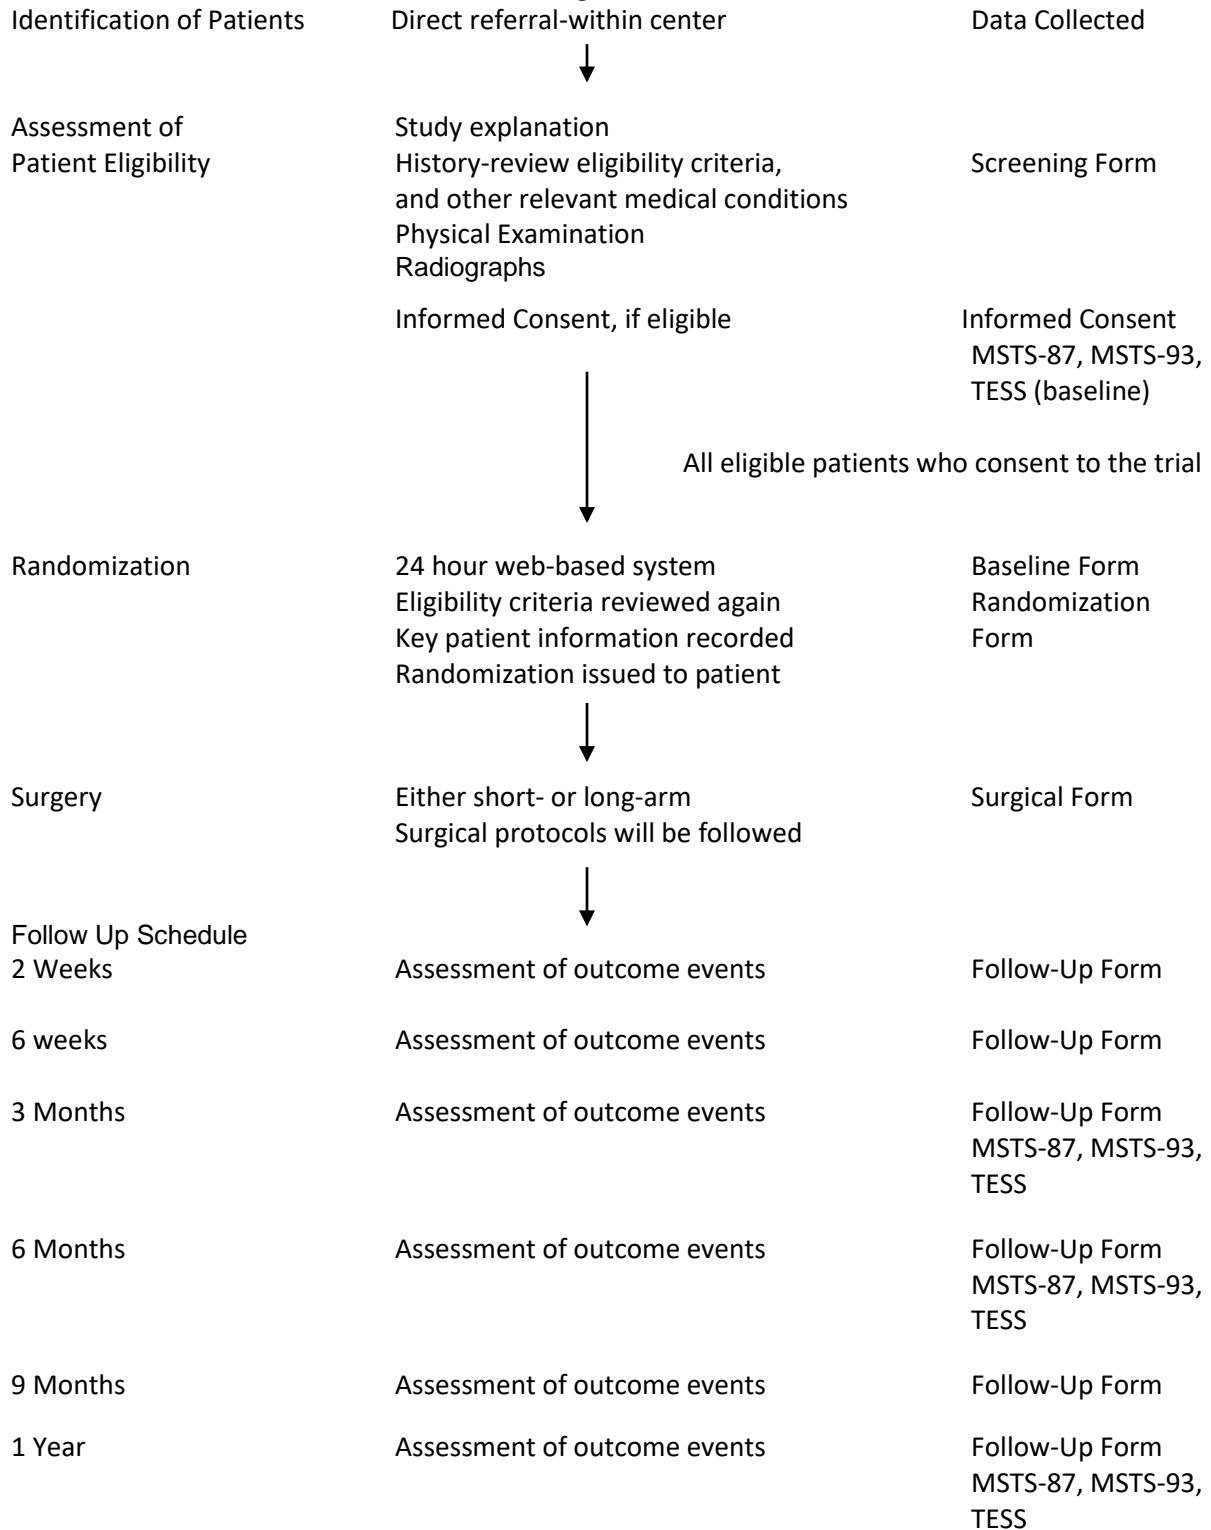 Identification of Patients Direct referral-within center Data Collected
Assessment of Study explanation
Patient Eligibility History-review eligibility criteria, Screening Form
and other relevant medical conditions
Physical Examination
Radiographs
Informed Consent, if eligible Informed Consent
MSTS-87, MSTS-93,
TESS (baseline)
All eligible patients who consent to the trial
Randomization 24 hour web-based system Baseline Form
Eligibility criteria reviewed again Randomization
Key patient information recorded Form
Randomization issued to patient
Surgery Either short- or long-arm Surgical Form
Surgical protocols will be followed
Follow Up Schedule
2 Weeks Assessment of outcome events Follow-Up Form
6 weeks Assessment of outcome events Follow-Up Form
3 Months Assessment of outcome events Follow-Up Form
MSTS-87, MSTS-93,
TESS
6 Months Assessment of outcome events Follow-Up Form
MSTS-87, MSTS-93,
TESS
9 Months Assessment of outcome events Follow-Up Form
1 Year Assessment of outcome events Follow-Up Form
MSTS-87, MSTS-93,
TESS